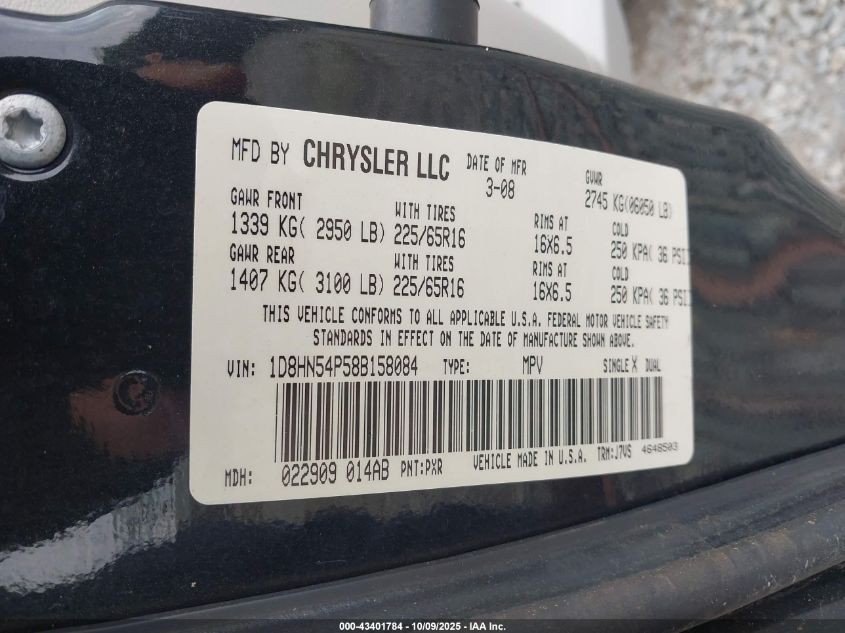 MFD BY CHRYSLER LLC DATE OF MFR GVWR
3-08 2745 KG(06050 LB)
GAWR FRONT WITH TIRES RIMS AT COLD
1339 KG( 2950 LB) 225/65R16 16X6.5 250 KPA( 36 PSI
GAWR REAR WITH TIRES RIMS AT COLD
1407 KG( 3100 LB) 225/65R16 16X6.5 250 KPA( 36 PSI
THIS VEHICLE CONFORMS TO ALL APPLICABLE U.S.A. FEDERAL MOTOR VEHICLE SAFETY
STANDARDS IN EFFECT ON THE DATE OF MANUFACTURE SHOWN ABOVE.
VIN: 1D8HN54P58B158084 TYPE: MPV SINGLE X DUAL
MDH: 022909 014AB PNT:PXR VEHICLE MADE IN U.S.A. TRM:J7VS 4648503
000-43401784 - 10/09/2025 - IAA Inc.